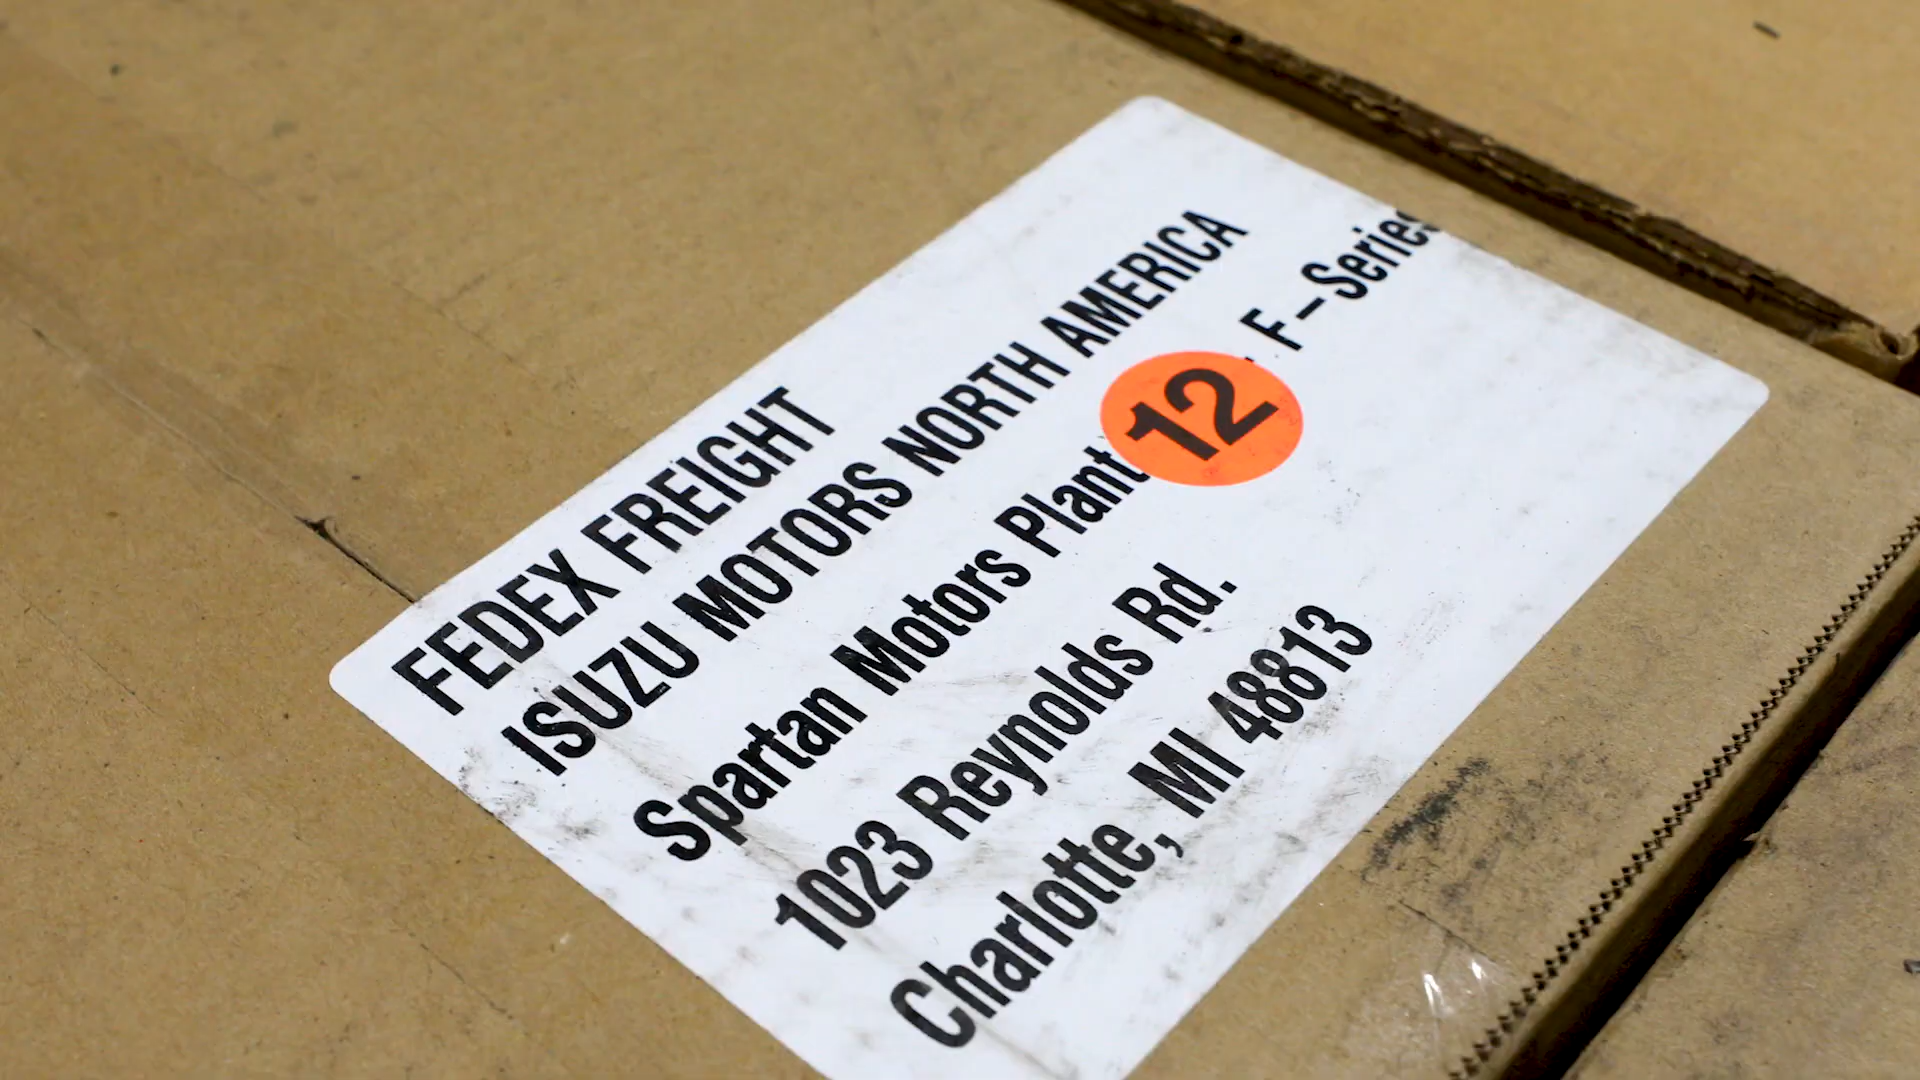 FEDEX FREIGHT
ISUZU MOTORS NORTH AMERICA
Spartan Motors Plant 12 F-Series
1023 Reynolds Rd.
Charlotte, MI 48813